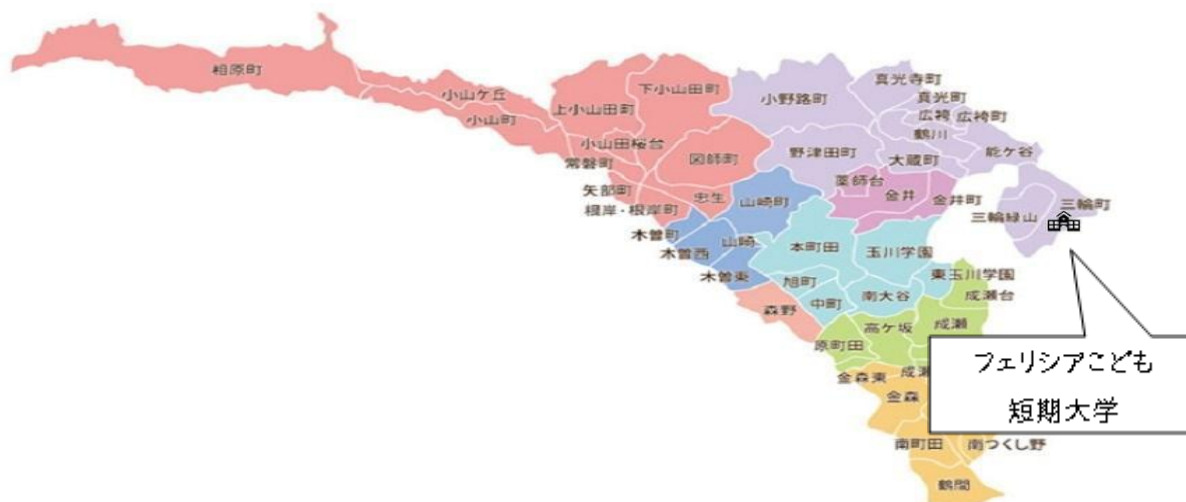 相原町
小山ヶ丘
小山町
上小山田町
下小山田町
小山田桜台
常盤町
図師町
矢部町
忠生
根岸・根岸町
小野路町
真光寺町
真光町
広袴
広袴町
鶴川
野津田町
大蔵町
能ヶ谷
薬師台
金井
金井町
三輪緑山
三輪町
山崎町
木曽町
木曽西
山崎
木曽東
本町田
玉川学園
東玉川学園
旭町
中町
南大谷
森野
成瀬台
高ヶ坂
成瀬
原町田
金森東
成瀬
金森
南町田
南つくし野
鶴間
フェリシアこども
短期大学